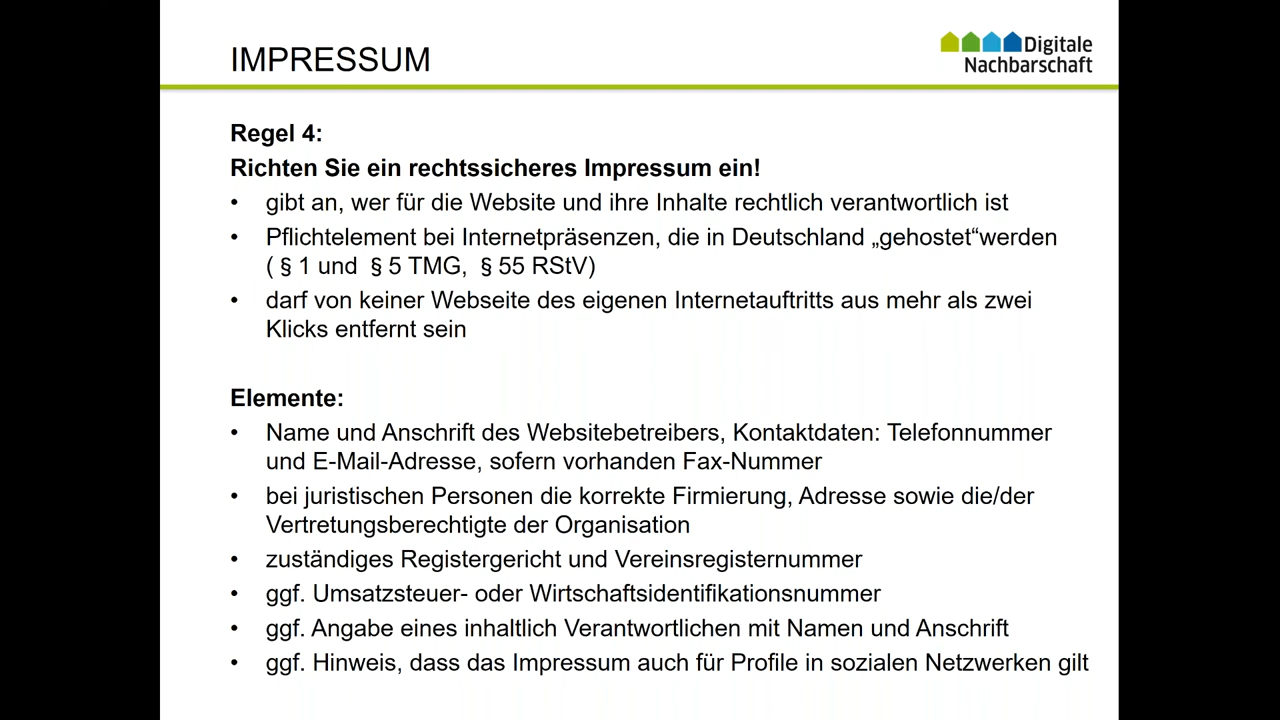 IMPRESSUM
Digitale
Nachbarschaft
Regel 4:
Richten Sie ein rechtssicheres Impressum ein!
• gibt an, wer für die Website und ihre Inhalte rechtlich verantwortlich ist
• Pflichtelement bei Internetpräsenzen, die in Deutschland „gehostet“werden
( § 1 und § 5 TMG, § 55 RStV)
• darf von keiner Webseite des eigenen Internetauftritts aus mehr als zwei
Klicks entfernt sein
Elemente:
• Name und Anschrift des Websitebetreibers, Kontaktdaten: Telefonnummer
und E-Mail-Adresse, sofern vorhanden Fax-Nummer
• bei juristischen Personen die korrekte Firmierung, Adresse sowie die/der
Vertretungsberechtigte der Organisation
• zuständiges Registergericht und Vereinsregisternummer
• ggf. Umsatzsteuer- oder Wirtschaftsidentifikationsnummer
• ggf. Angabe eines inhaltlich Verantwortlichen mit Namen und Anschrift
• ggf. Hinweis, dass das Impressum auch für Profile in sozialen Netzwerken gilt